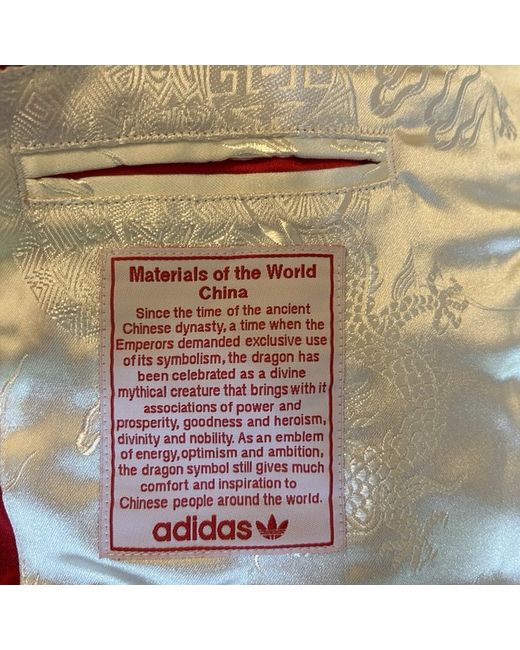 Materials of the World
China
Since the time of the ancient
Chinese dynasty, a time when the
Emperors demanded exclusive use
of its symbolism, the dragon has
been celebrated as a divine
mythical creature that brings with it
associations of power and
prosperity, goodness and heroism,
divinity and nobility. As an emblem
of energy, optimism and ambition,
the dragon symbol still gives much
comfort and inspiration to
Chinese people around the world.
adidas